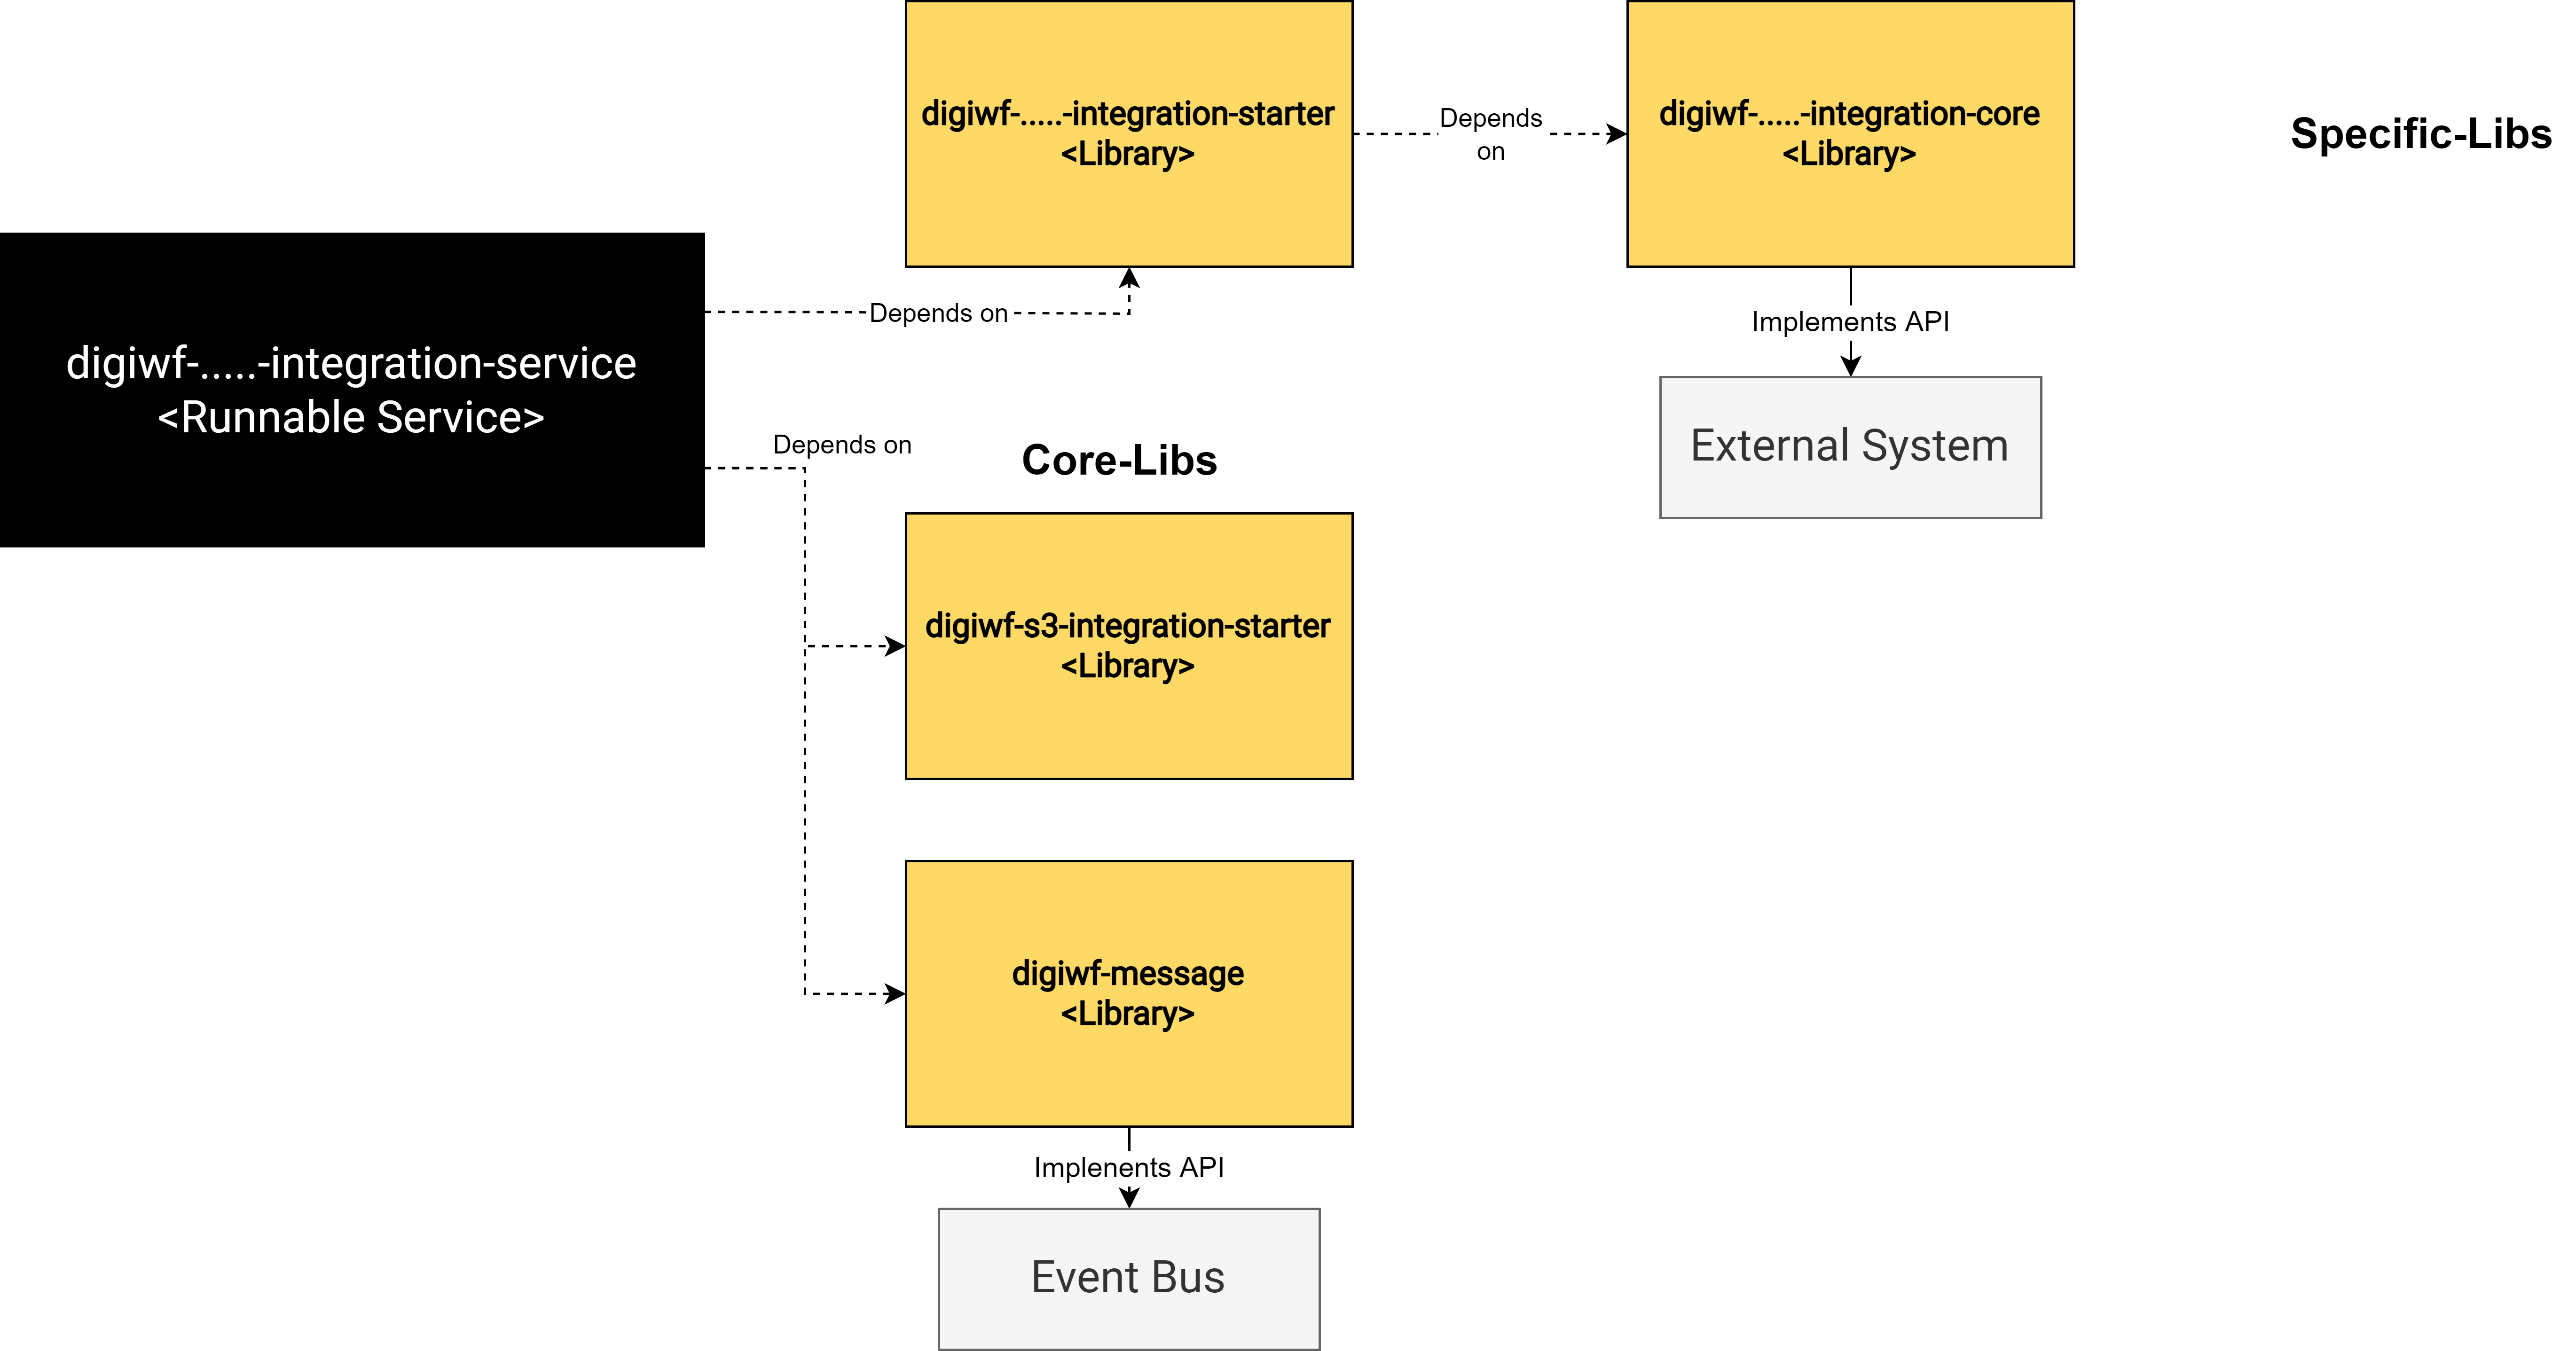 digiwf-.....-integration-starter
<Library>
Depends
on
digiwf-.....-integration-core
<Library>
Specific-Libs
digiwf-.....-integration-service
<Runnable Service>
Depends on
Implements API
External System
Depends on
Core-Libs
digiwf-s3-integration-starter
<Library>
digiwf-message
<Library>
Implenents API
Event Bus